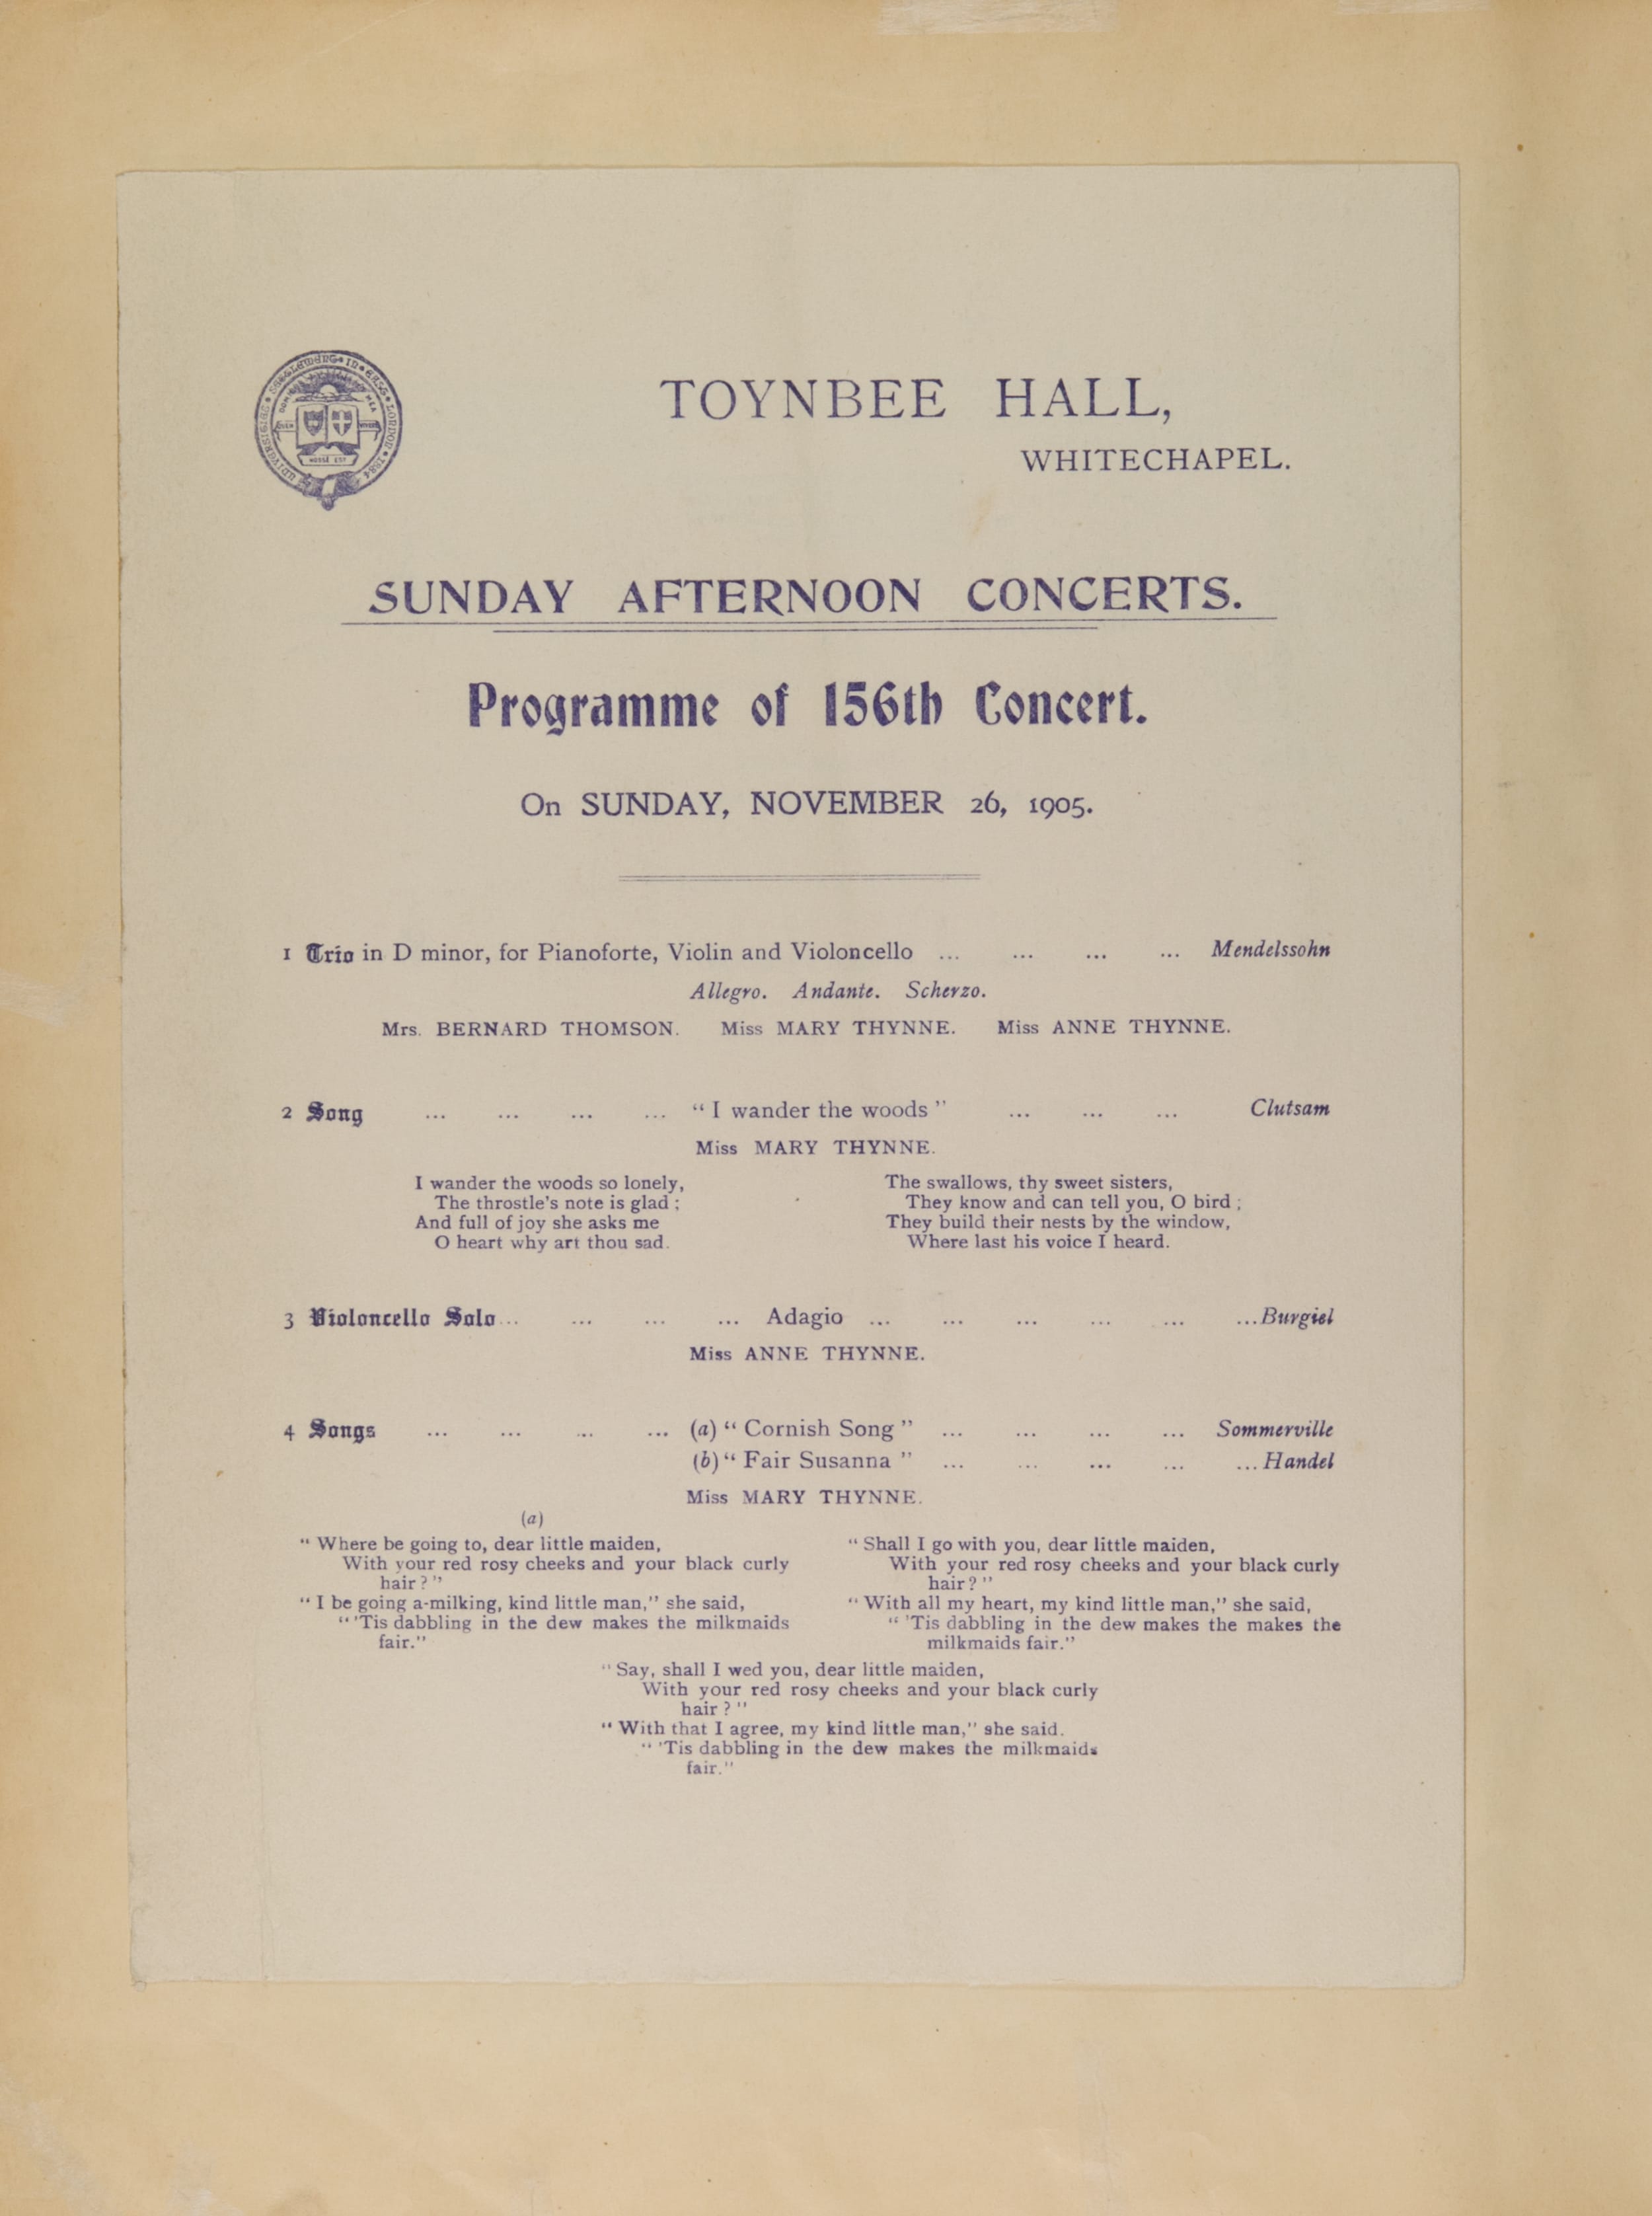 UNIVERSITIES SETTLEMENT IN EAST LONDON 1884
TOYNBEE HALL,
WHITECHAPEL.
SUNDAY AFTERNOON CONCERTS.
Programme of 156th Concert.
On SUNDAY, NOVEMBER 26, 1905.
1 Trio in D minor, for Pianoforte, Violin and Violoncello ... ... ... ... Mendelssohn
Allegro. Andante. Scherzo.
Mrs. BERNARD THOMSON. Miss MARY THYNNE. Miss ANNE THYNNE.
2 Song ... ... ... ... “ I wander the woods ” ... ... ... Clutsam
Miss MARY THYNNE.
I wander the woods so lonely,
The throstle's note is glad ;
And full of joy she asks me
O heart why art thou sad.
The swallows, thy sweet sisters,
They know and can tell you, O bird ;
They build their nests by the window,
Where last his voice I heard.
3 Violoncello Solo ... ... ... ... Adagio ... ... ... ... ... ... Burgiel
Miss ANNE THYNNE.
4 Songs ... ... ... ... (a) “ Cornish Song ” ... ... ... ... Sommerville
(b) “ Fair Susanna ” ... ... ... ... ... Handel
Miss MARY THYNNE.
(a)
“ Where be going to, dear little maiden,
With your red rosy cheeks and your black curly
hair ? ”
“ I be going a-milking, kind little man,” she said,
“ 'Tis dabbling in the dew makes the milkmaids
fair.”
“ Shall I go with you, dear little maiden,
With your red rosy cheeks and your black curly
hair ? ”
“ With all my heart, my kind little man,” she said,
“ 'Tis dabbling in the dew makes the makes the
milkmaids fair.”
“ Say, shall I wed you, dear little maiden,
With your red rosy cheeks and your black curly
hair ? ”
“ With that I agree, my kind little man,” she said.
“ 'Tis dabbling in the dew makes the milkmaids
fair.”